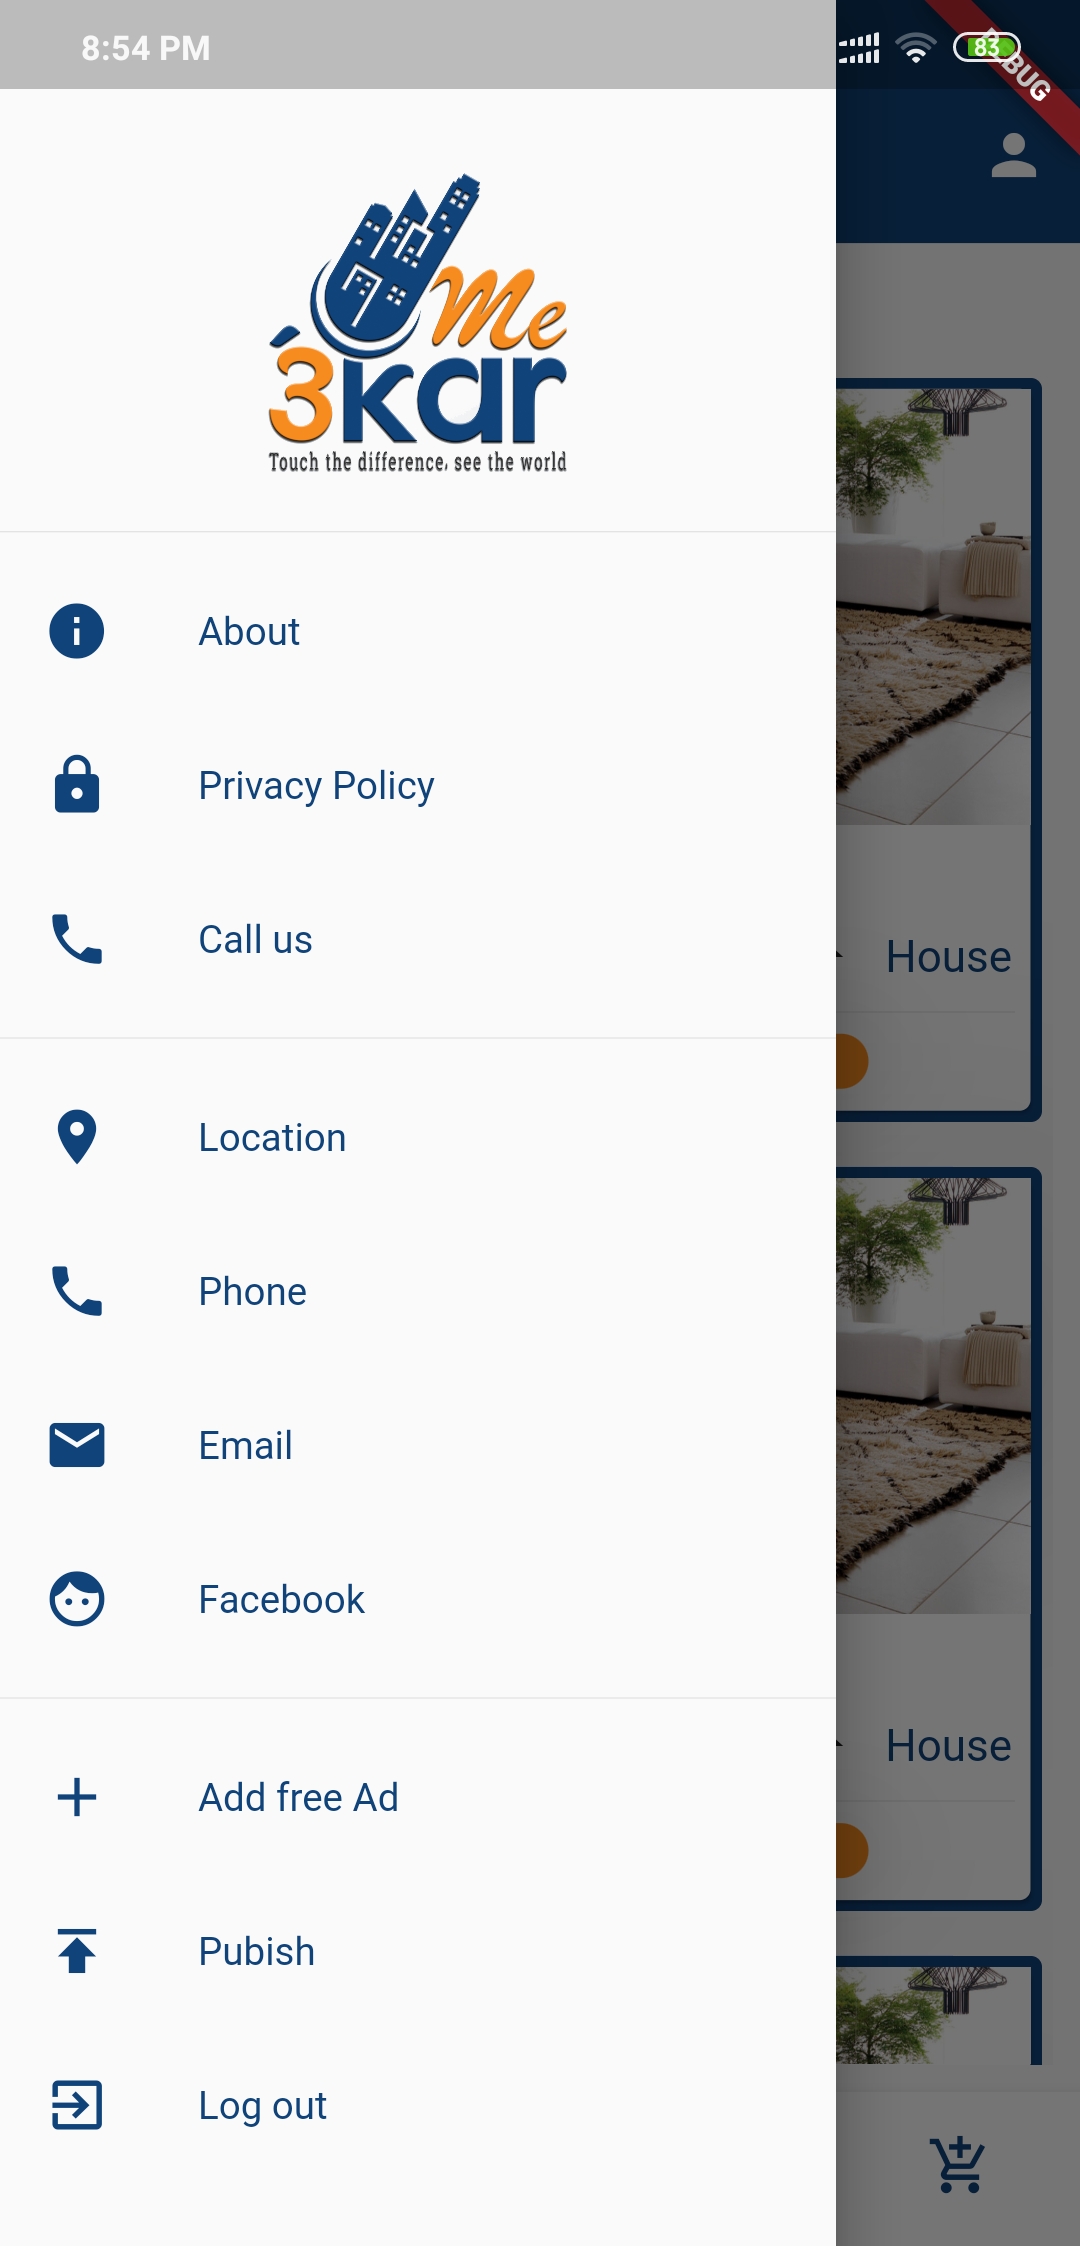 8:54 PM
83
DEBUG
Me
3kar
Touch the difference, see the world
About
Privacy Policy
Call us
House
Location
Phone
Email
Facebook
House
Add free Ad
Pubish
Log out